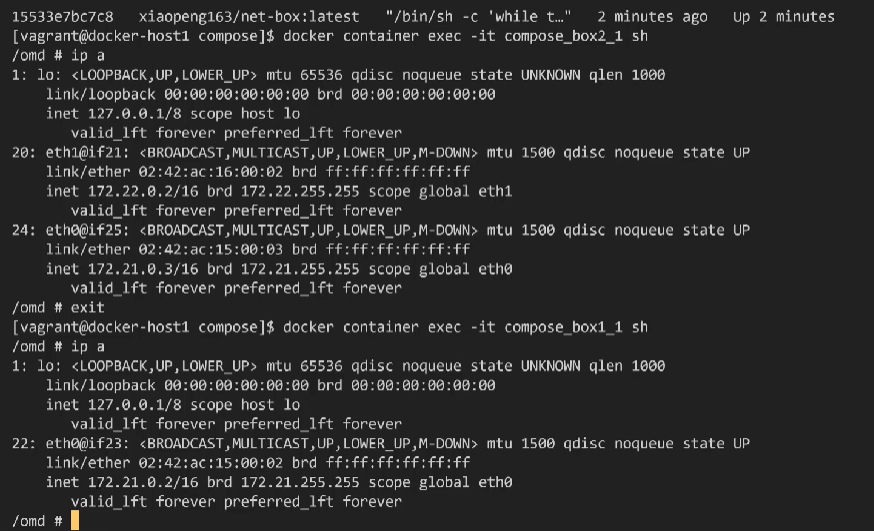 15533e7bc7c8   xiaopeng163/net-box:latest   "/bin/sh -c 'while t…"   2 minutes ago   Up 2 minutes
[vagrant@docker-host1 compose]$ docker container exec -it compose_box2_1 sh
/omd # ip a
1: lo: <LOOPBACK,UP,LOWER_UP> mtu 65536 qdisc noqueue state UNKNOWN qlen 1000
    link/loopback 00:00:00:00:00:00 brd 00:00:00:00:00:00
    inet 127.0.0.1/8 scope host lo
       valid_lft forever preferred_lft forever
20: eth1@if21: <BROADCAST,MULTICAST,UP,LOWER_UP,M-DOWN> mtu 1500 qdisc noqueue state UP
    link/ether 02:42:ac:16:00:02 brd ff:ff:ff:ff:ff:ff
    inet 172.22.0.2/16 brd 172.22.255.255 scope global eth1
       valid_lft forever preferred_lft forever
24: eth0@if25: <BROADCAST,MULTICAST,UP,LOWER_UP,M-DOWN> mtu 1500 qdisc noqueue state UP
    link/ether 02:42:ac:15:00:03 brd ff:ff:ff:ff:ff:ff
    inet 172.21.0.3/16 brd 172.21.255.255 scope global eth0
       valid_lft forever preferred_lft forever
/omd # exit
[vagrant@docker-host1 compose]$ docker container exec -it compose_box1_1 sh
/omd # ip a
1: lo: <LOOPBACK,UP,LOWER_UP> mtu 65536 qdisc noqueue state UNKNOWN qlen 1000
    link/loopback 00:00:00:00:00:00 brd 00:00:00:00:00:00
    inet 127.0.0.1/8 scope host lo
       valid_lft forever preferred_lft forever
22: eth0@if23: <BROADCAST,MULTICAST,UP,LOWER_UP,M-DOWN> mtu 1500 qdisc noqueue state UP
    link/ether 02:42:ac:15:00:02 brd ff:ff:ff:ff:ff:ff
    inet 172.21.0.2/16 brd 172.21.255.255 scope global eth0
       valid_lft forever preferred_lft forever
/omd #